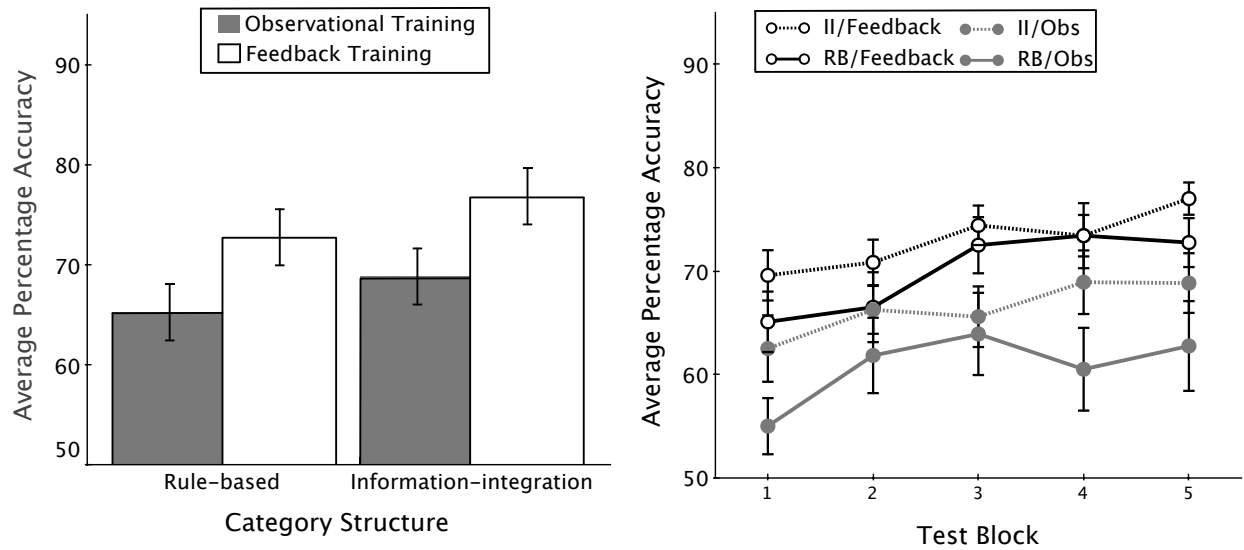 Observational Training
Feedback Training
Average Percentage Accuracy
90
80
70
60
50
Rule-based
Information-integration
Category Structure
II/Feedback
II/Obs
RB/Feedback
RB/Obs
Average Percentage Accuracy
90
80
70
60
50
1
2
3
4
5
Test Block